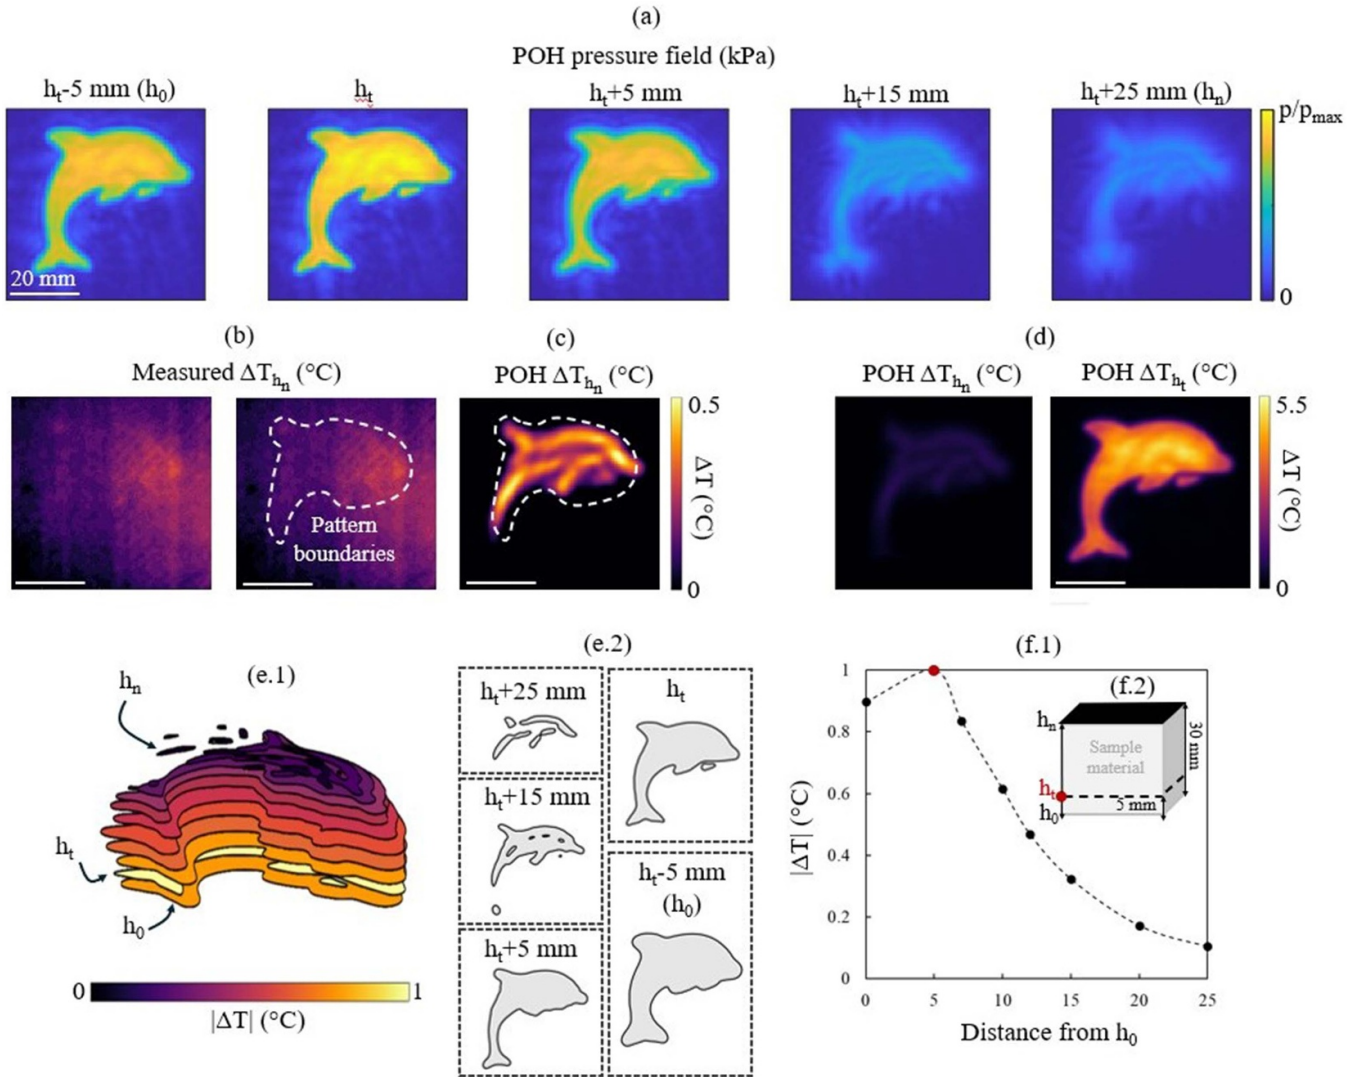 (a)
POH pressure field (kPa)
hₜ-5 mm (h₀)
hₜ
hₜ+5 mm
hₜ+15 mm
hₜ+25 mm (hₙ)
p/pₘₐₓ
0
20 mm
(b)
(c)
(d)
Measured ΔT_hₙ (°C)
POH ΔT_hₙ (°C)
POH ΔT_hₙ (°C)
POH ΔT_hₜ (°C)
Pattern
boundaries
0.5
ΔT (°C)
0
5.5
ΔT (°C)
0
(e.1)
hₙ
hₜ
h₀
0
1
|ΔT| (°C)
(e.2)
hₜ+25 mm
hₜ
hₜ+15 mm
hₜ-5 mm
(h₀)
hₜ+5 mm
(f.1)
1
0.8
0.6
0.4
0.2
0
|ΔT| (°C)
0
5
10
15
20
25
Distance from h₀
(f.2)
hₙ
Sample
material
30 mm
hₜ
5 mm
h₀